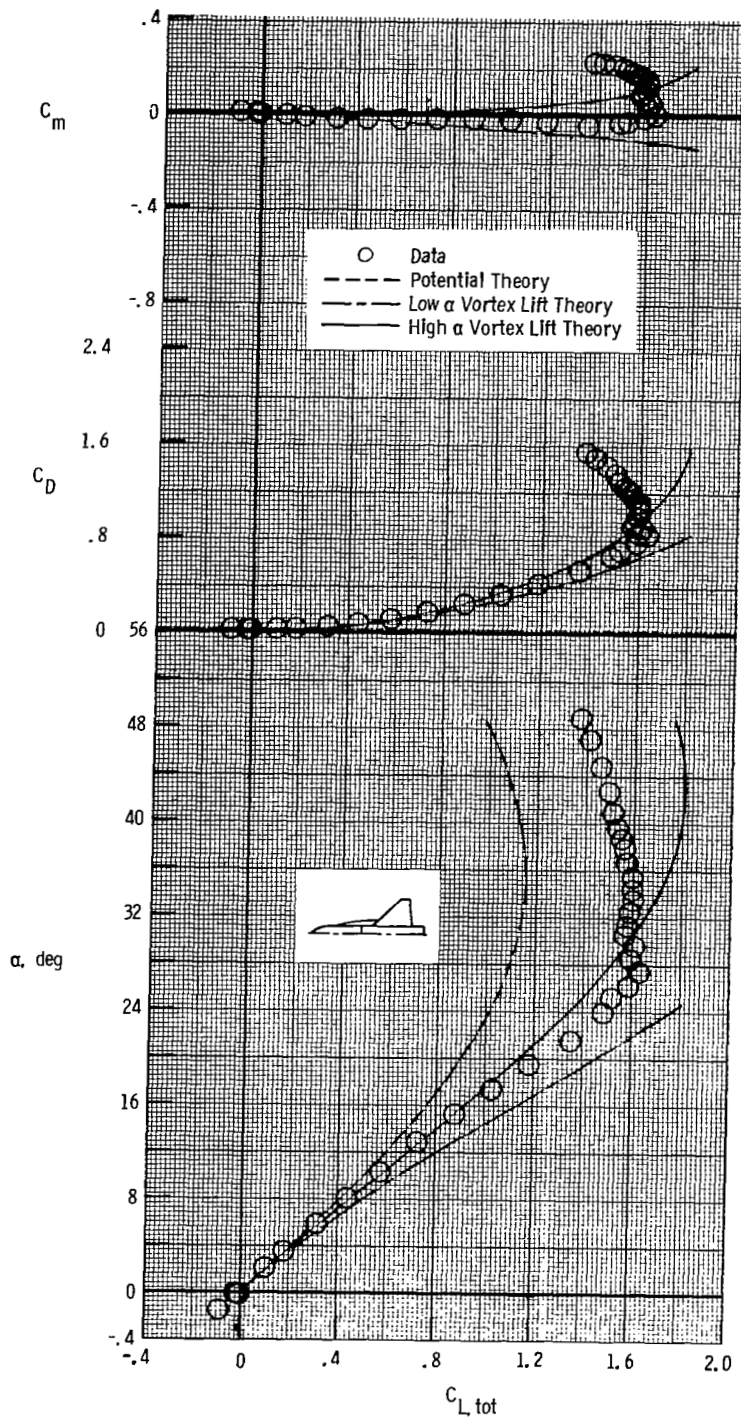 .4
C_m
0
-.4
-.8
Data
Potential Theory
Low α Vortex Lift Theory
High α Vortex Lift Theory
2.4
1.6
C_D
.8
0
56
48
40
32
α, deg
24
16
8
0
-.4
-.4 0 .4 .8 1.2 1.6 2.0
C_L, tot